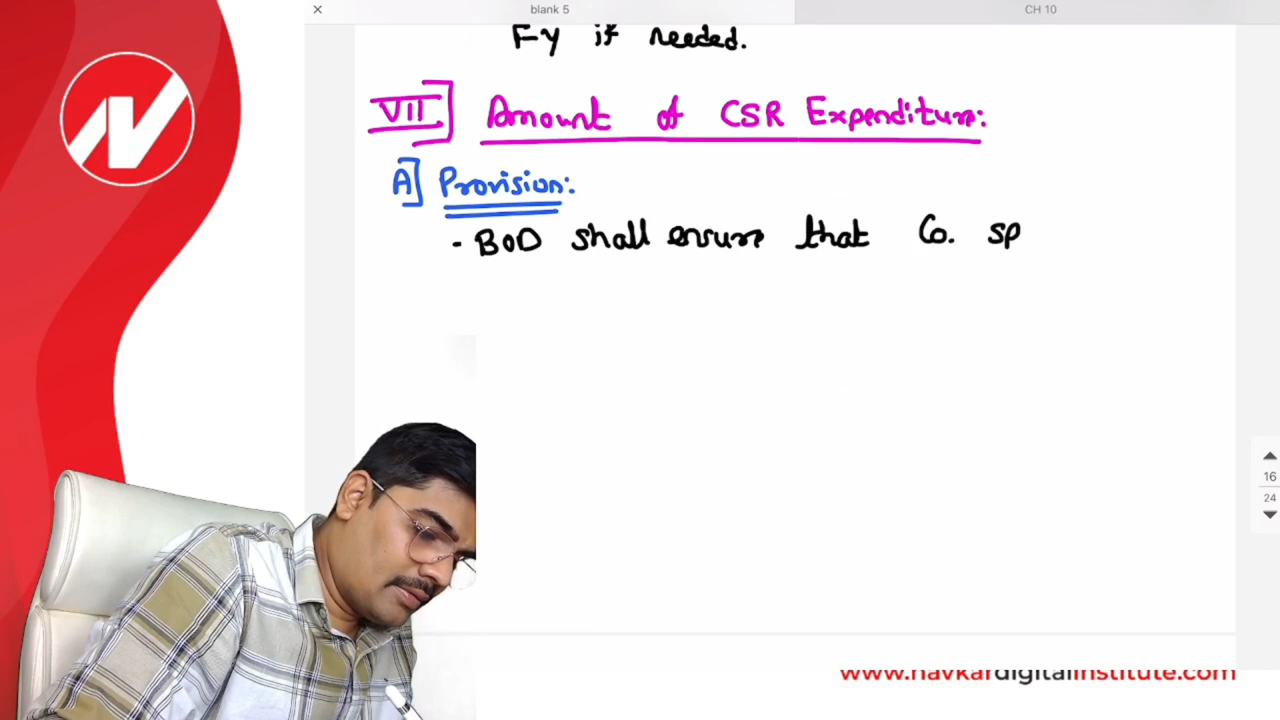 × blank 5 CH 10
F-y if needed.
VII] Amount of CSR Expenditure:
A] Provision:
- BOD shall ensure that Co. sp
16
24
www.navkardigitalinstitute.com